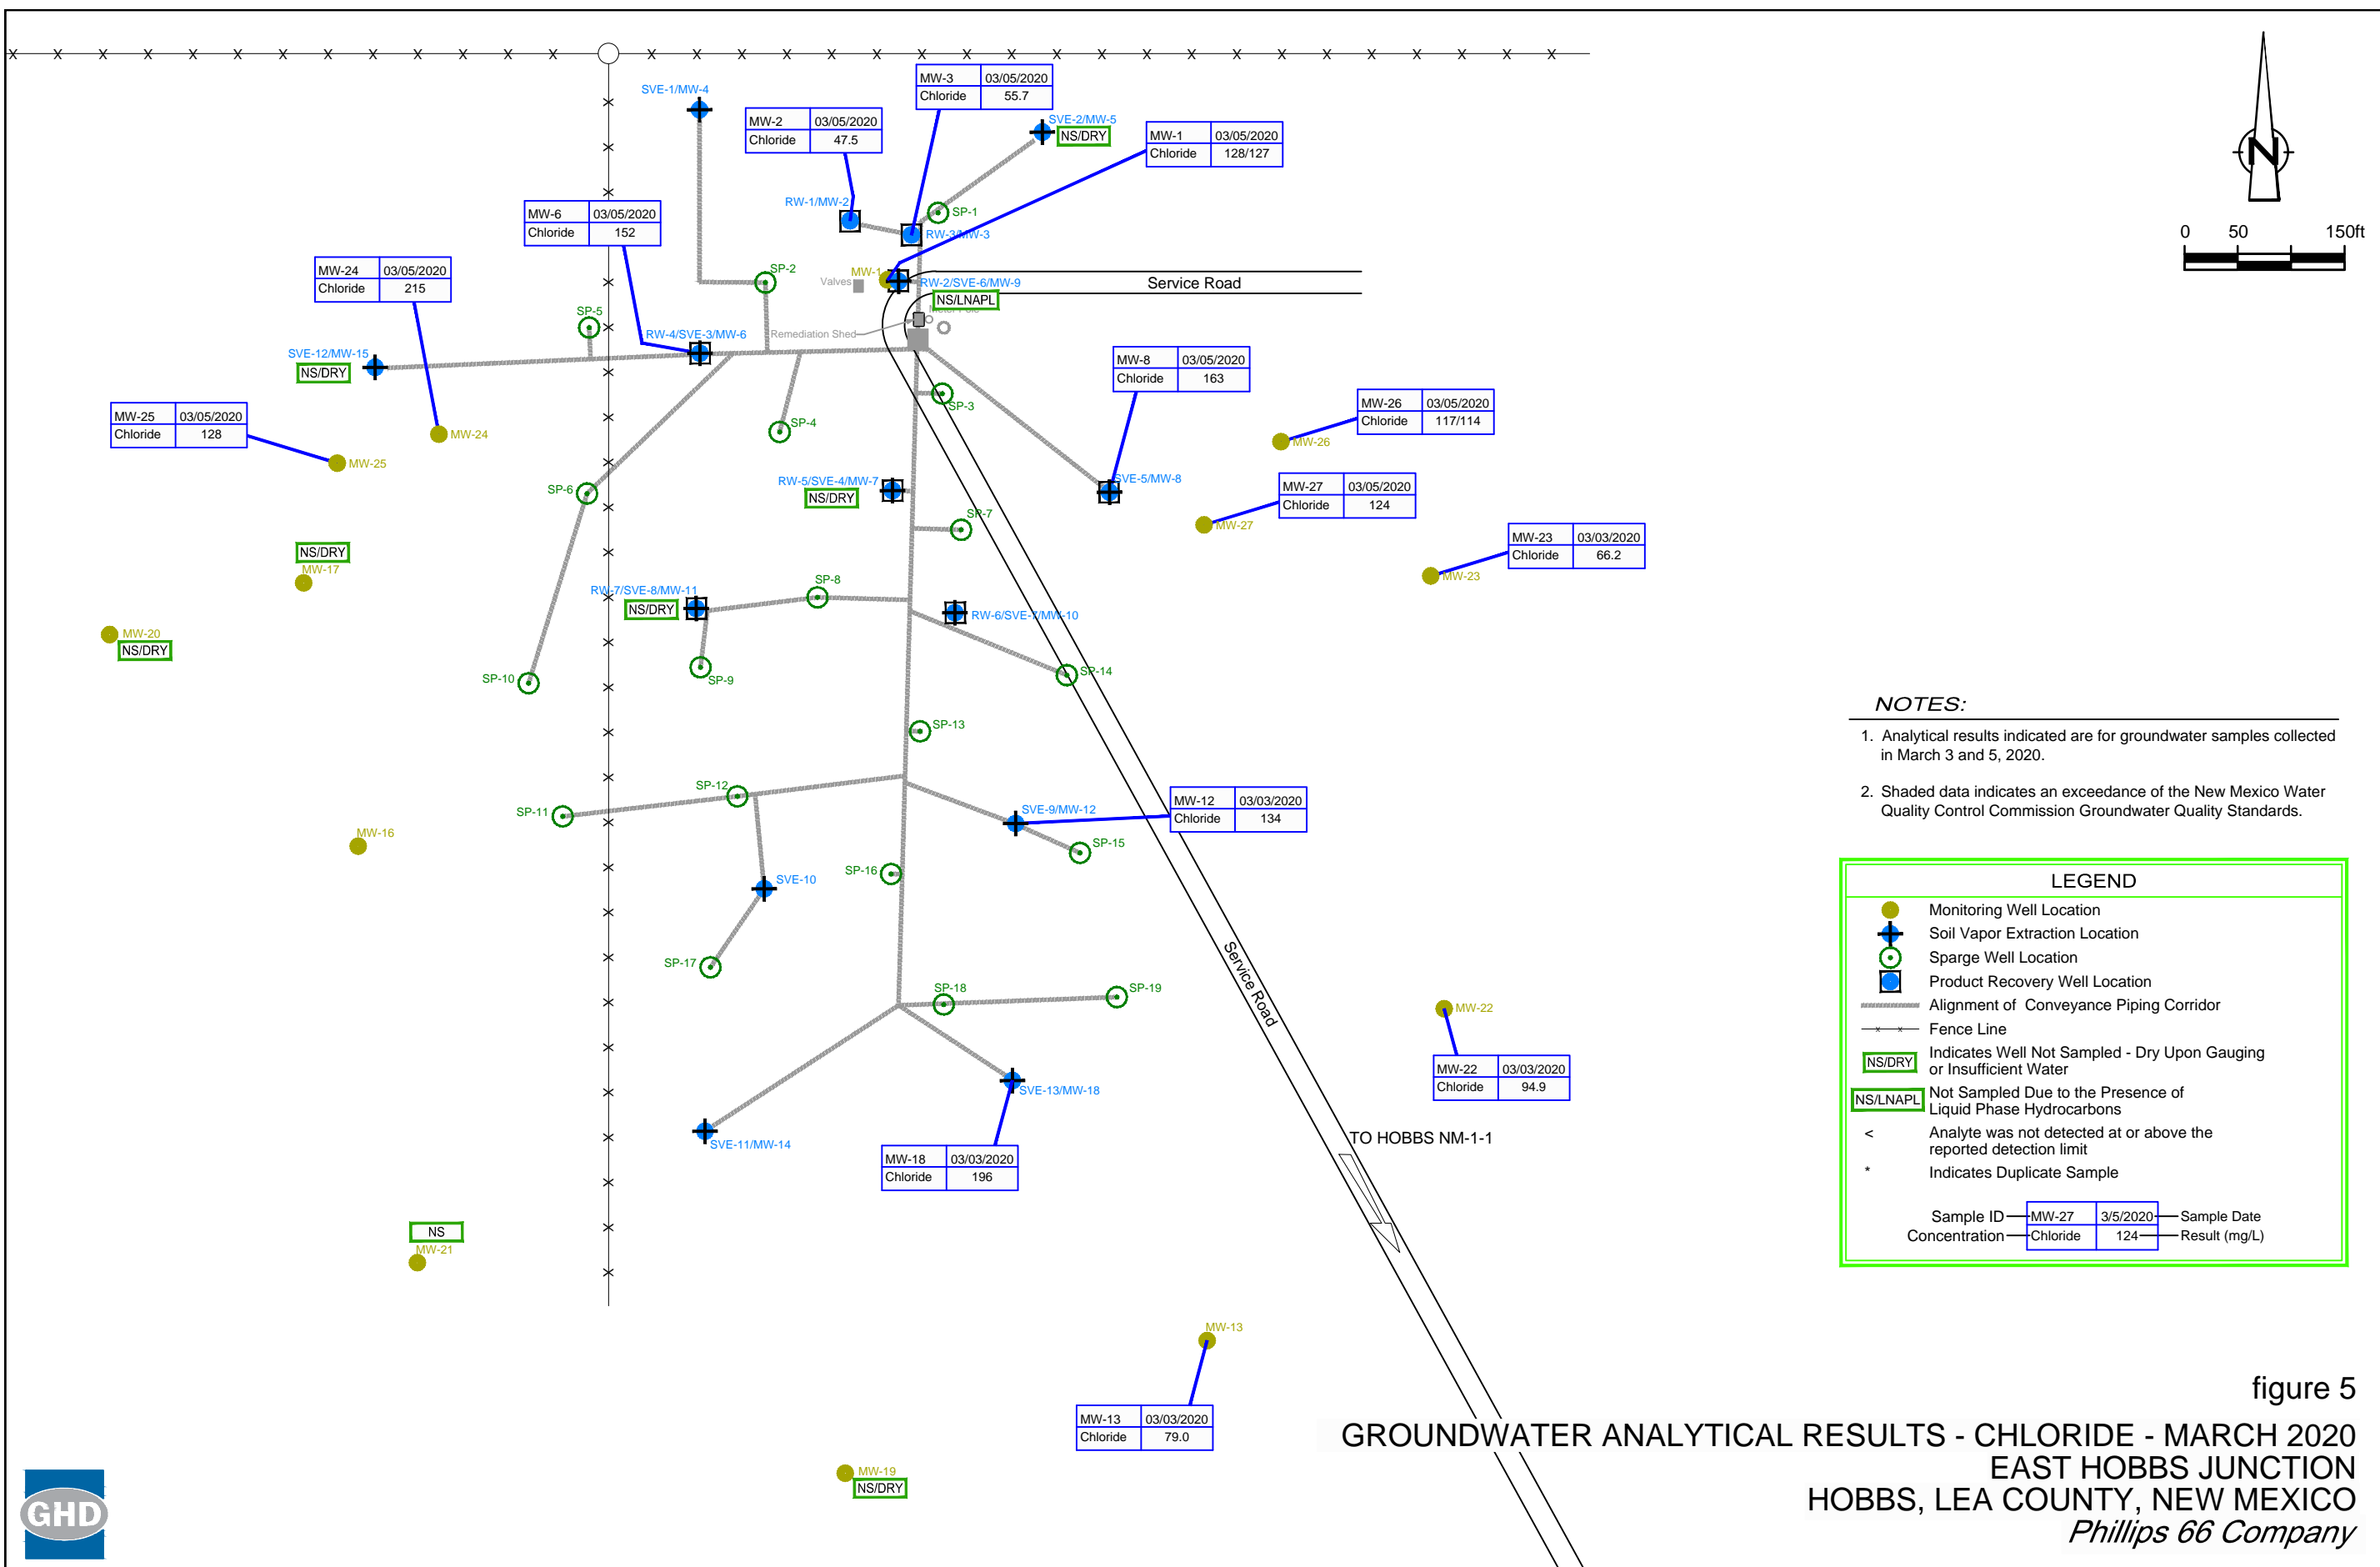 MW-3 03/05/2020
Chloride 55.7
SVE-1/MW-4
MW-2 03/05/2020
Chloride 47.5
SVE-2/MW-5
NS/DRY
MW-1 03/05/2020
Chloride 128/127
N
0 50 150ft
RW-1/MW-2
SP-1
RW-3/MW-3
MW-6 03/05/2020
Chloride 152
MW-24 03/05/2020
Chloride 215
SP-2
MW-1
Valves
RW-2/SVE-6/MW-9
NS/LNAPL
Service Road
SP-5
Remediation Shed
RW-4/SVE-3/MW-6
SVE-12/MW-15
NS/DRY
MW-8 03/05/2020
Chloride 163
SP-3
MW-25 03/05/2020
Chloride 128
MW-24
MW-25
SP-4
MW-26 03/05/2020
Chloride 117/114
MW-26
SP-6
RW-5/SVE-4/MW-7
NS/DRY
SVE-5/MW-8
MW-27 03/05/2020
Chloride 124
MW-27
SP-7
MW-23 03/03/2020
Chloride 66.2
MW-23
NS/DRY
MW-17
SP-8
RW-7/SVE-8/MW-11
NS/DRY
RW-6/SVE-7/MW-10
MW-20
NS/DRY
SP-10
SP-9
SP-14
SP-13
SP-12
SP-11
SVE-9/MW-12
MW-12 03/03/2020
Chloride 134
MW-16
SP-15
SP-16
SVE-10
SP-17
Service Road
SP-18
SP-19
MW-22
MW-22 03/03/2020
Chloride 94.9
SVE-13/MW-18
SVE-11/MW-14
MW-18 03/03/2020
Chloride 196
TO HOBBS NM-1-1
NS
MW-21
MW-13
MW-13 03/03/2020
Chloride 79.0
MW-19
NS/DRY
NOTES:
1. Analytical results indicated are for groundwater samples collected
in March 3 and 5, 2020.
2. Shaded data indicates an exceedance of the New Mexico Water
Quality Control Commission Groundwater Quality Standards.
LEGEND
Monitoring Well Location
Soil Vapor Extraction Location
Sparge Well Location
Product Recovery Well Location
Alignment of Conveyance Piping Corridor
Fence Line
NS/DRY Indicates Well Not Sampled - Dry Upon Gauging
or Insufficient Water
NS/LNAPL Not Sampled Due to the Presence of
Liquid Phase Hydrocarbons
< Analyte was not detected at or above the
reported detection limit
* Indicates Duplicate Sample
Sample ID MW-27 3/5/2020 Sample Date
Concentration Chloride 124 Result (mg/L)
figure 5
GROUNDWATER ANALYTICAL RESULTS - CHLORIDE - MARCH 2020
EAST HOBBS JUNCTION
HOBBS, LEA COUNTY, NEW MEXICO
Phillips 66 Company
GHD